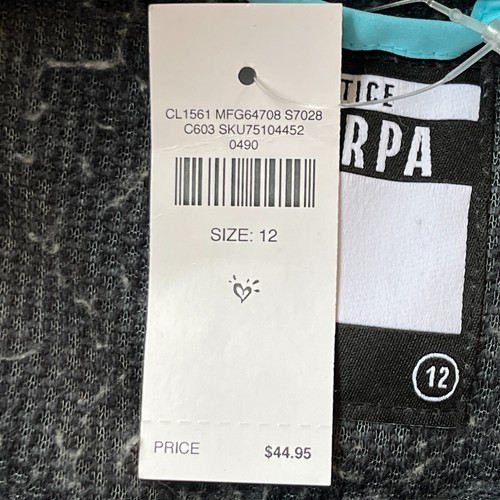 CL1561 MFG64708 S7028
C603 SKU75104452
0490
SIZE: 12
PRICE $44.95
TICE
RPA
12